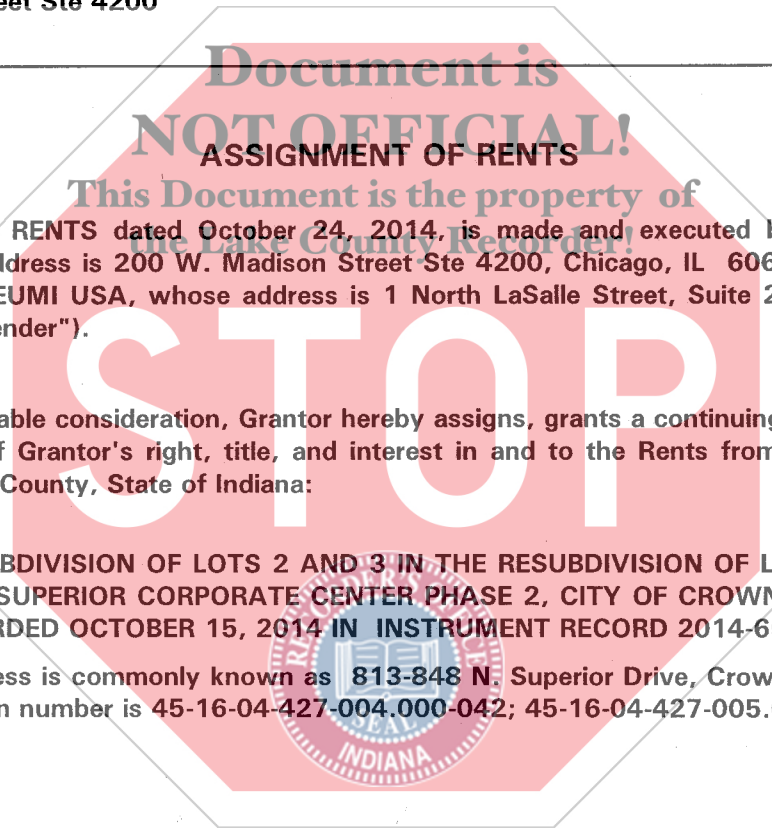 eet Ste 4200
Document is
NOT OFFICIAL!
ASSIGNMENT OF RENTS
This Document is the property of
RENTS dated October 24, 2014, is made and executed b
the Lake County Recorder!
ddress is 200 W. Madison Street Ste 4200, Chicago, IL 606
EUMI USA, whose address is 1 North LaSalle Street, Suite 2
ender").
STOP
able consideration, Grantor hereby assigns, grants a continuing
f Grantor's right, title, and interest in and to the Rents from
County, State of Indiana:
BDIVISION OF LOTS 2 AND 3 IN THE RESUBDIVISION OF L
SUPERIOR CORPORATE CENTER PHASE 2, CITY OF CROWN
RDED OCTOBER 15, 2014 IN INSTRUMENT RECORD 2014-6
ess is commonly known as 813-848 N. Superior Drive, Crow
n number is 45-16-04-427-004.000-042; 45-16-04-427-005.
RECORDER'S OFFICE
SEAL
INDIANA